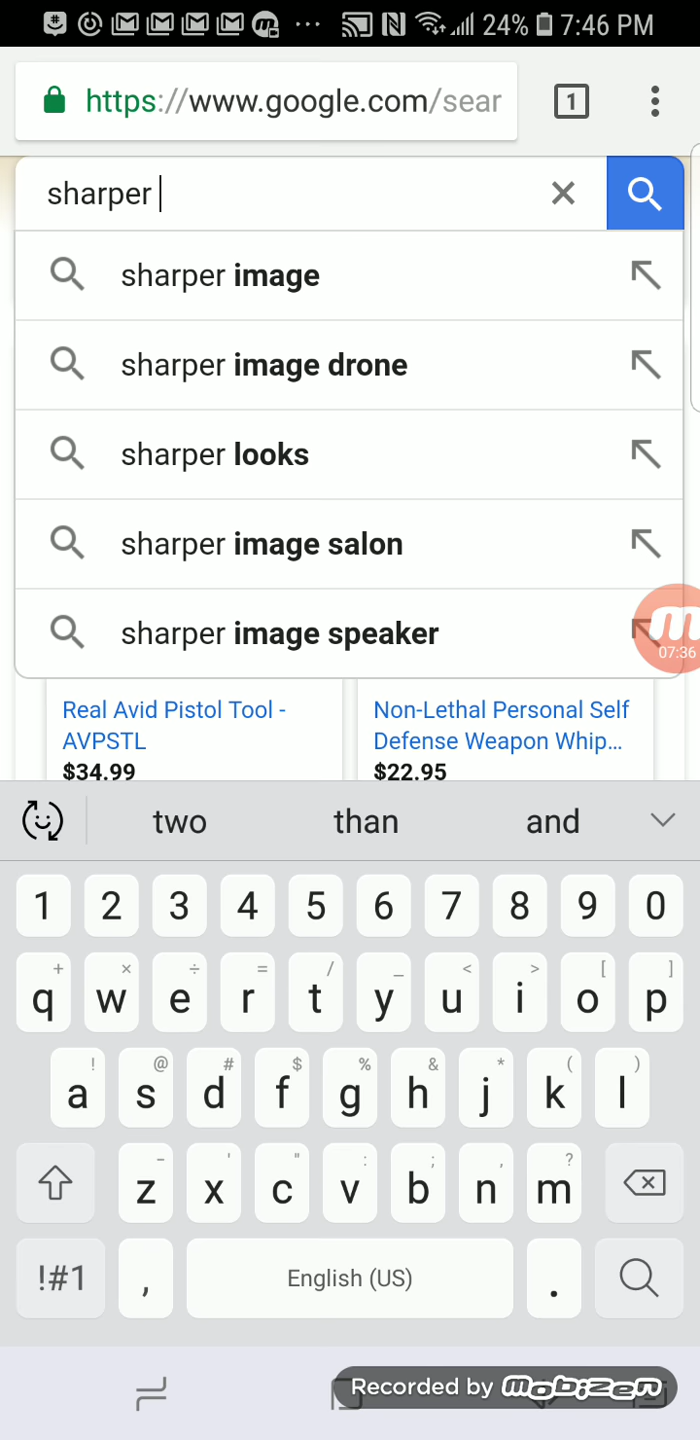 24% 7:46 PM
https://www.google.com/sear
1
sharper
sharper image
sharper image drone
sharper looks
sharper image salon
sharper image speaker
07:36
Real Avid Pistol Tool -
AVPSTL
$34.99
Non-Lethal Personal Self
Defense Weapon Whip...
$22.95
two than and
1 2 3 4 5 6 7 8 9 0
+ × ÷ = / _ < > [ ]
q w e r t y u i o p
! @ # $ % & * ( )
a s d f g h j k l
- ' " : ; , ?
z x c v b n m
!#1 , English (US) .
Recorded by mobizen